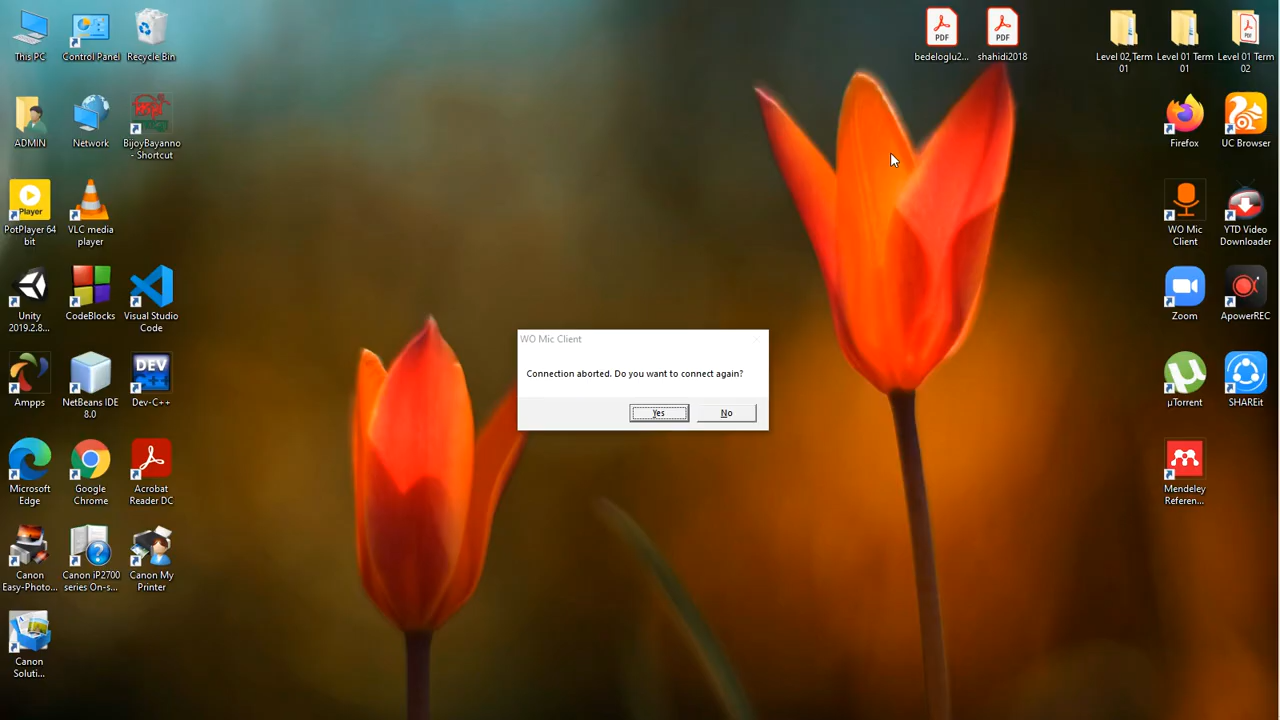 This PC
Control Panel
Recycle Bin
PDF
bedeloglu2...
PDF
shahidi2018
Level 02,Term
01
Level 01 Term
01
Level 01 Term
02
ADMIN
Network
BijoyBayanno
- Shortcut
Firefox
UC Browser
Player
PotPlayer 64
bit
VLC media
player
WO Mic
Client
YTD Video
Downloader
Unity
2019.2.8...
CodeBlocks
Visual Studio
Code
Zoom
ApowerREC
WO Mic Client
Connection aborted. Do you want to connect again?
Yes
No
Ampps
NetBeans IDE
8.0
DEV
Dev-C++
µTorrent
SHAREit
Microsoft
Edge
Google
Chrome
Acrobat
Reader DC
Mendeley
Referen...
Canon
Easy-Photo...
Canon iP2700
series On-s...
Canon My
Printer
Canon
Soluti...